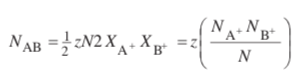 N_AB = 1/2 zN2 X_A⁺ X_B⁺ = z( N_A⁺ N_B⁺ / N )